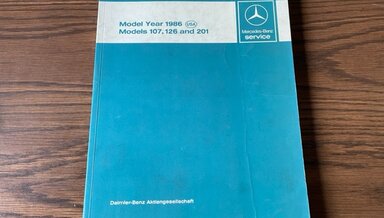 Model Year 1986 USA
Models 107, 126 and 201
Mercedes-Benz
service
Daimler-Benz Aktiengesellschaft